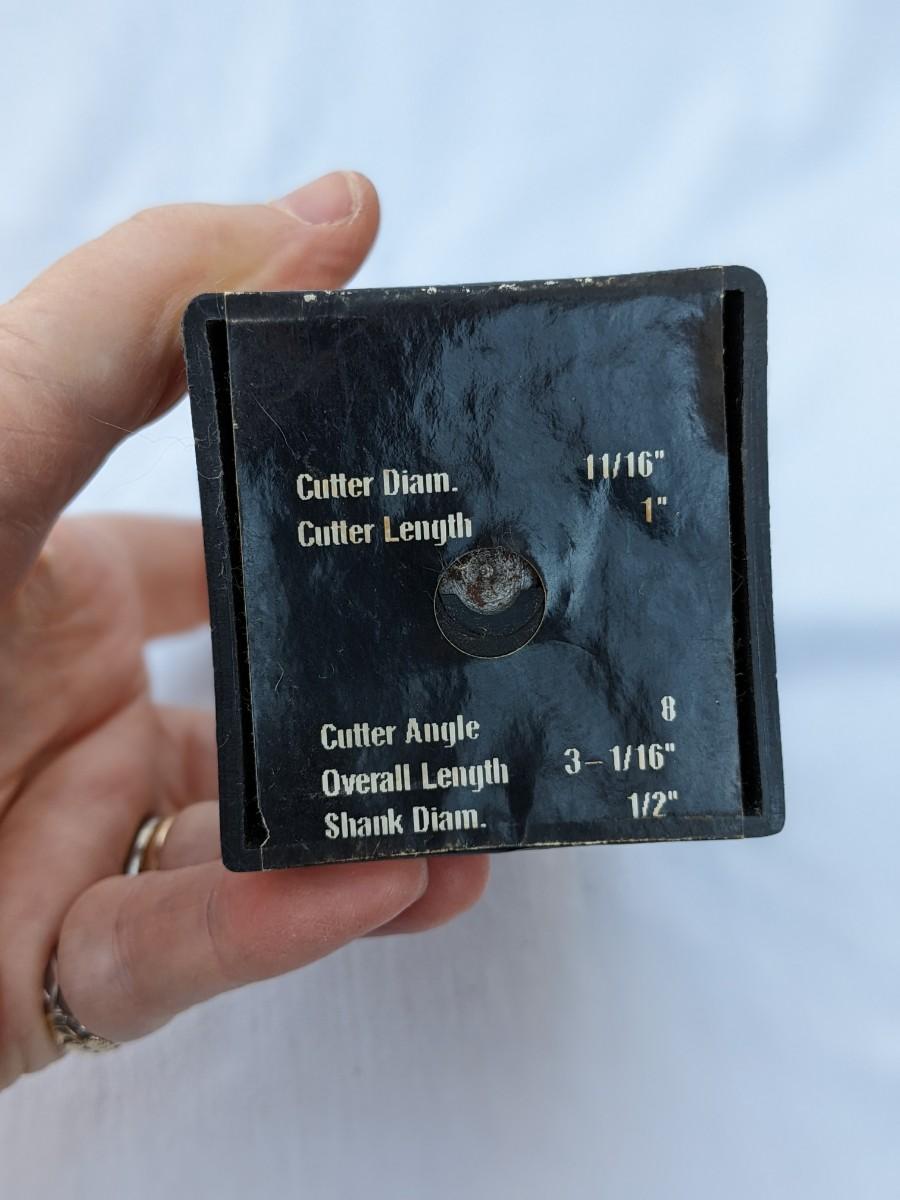 Cutter Diam. 11/16"
Cutter Length 1"
Cutter Angle 8
Overall Length 3-1/16"
Shank Diam. 1/2"